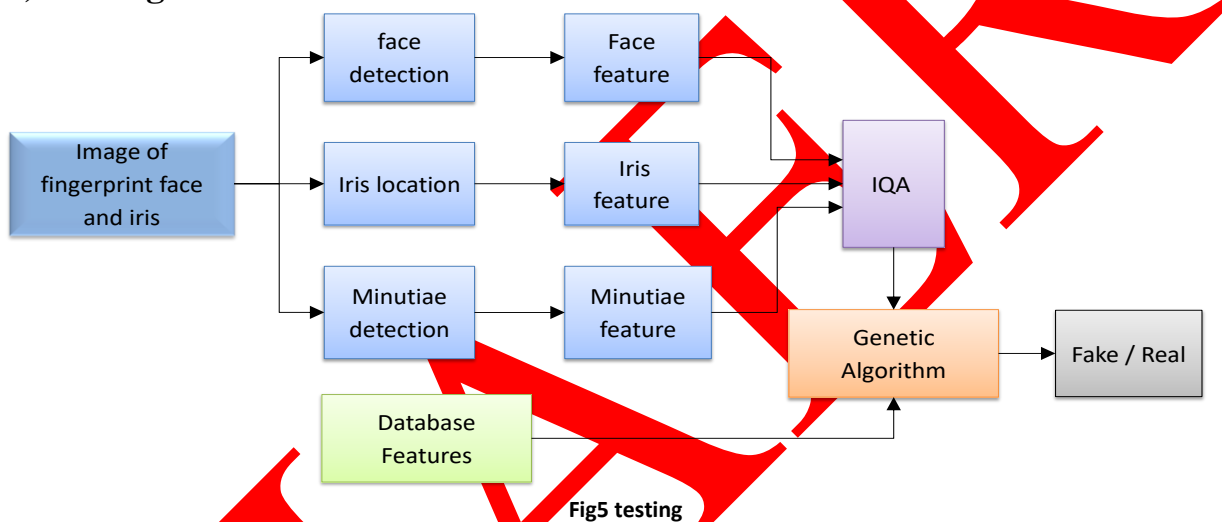 face
detection
Face
feature
Image of
fingerprint face
and iris
Iris location
Iris
feature
IQA
Minutiae
detection
Minutiae
feature
Genetic
Algorithm
Fake / Real
Database
Features
Fig5 testing